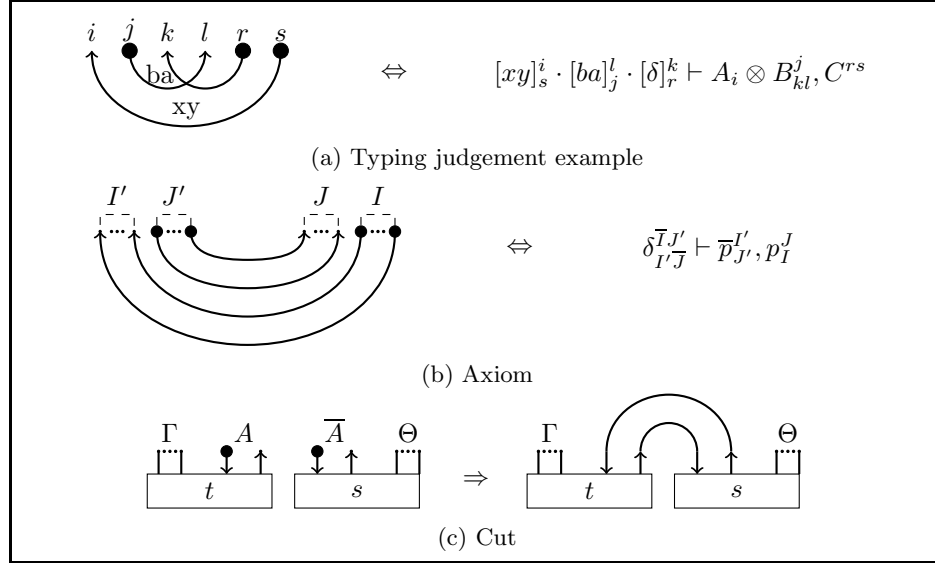 i j k l r s
ba
xy
⇔ [xy]^i_s · [ba]^l_j · [δ]^k_r ⊢ A_i ⊗ B^j_{kl}, C^{rs}
(a) Typing judgement example
I′ J′ J I
⇔ δ^{\overline{I}J′}_{I′\overline{J}} ⊢ \overline{p}^{I′}_{J′}, p^J_I
(b) Axiom
Γ A \overline{A} Θ Γ Θ
t s ⇒ t s
(c) Cut